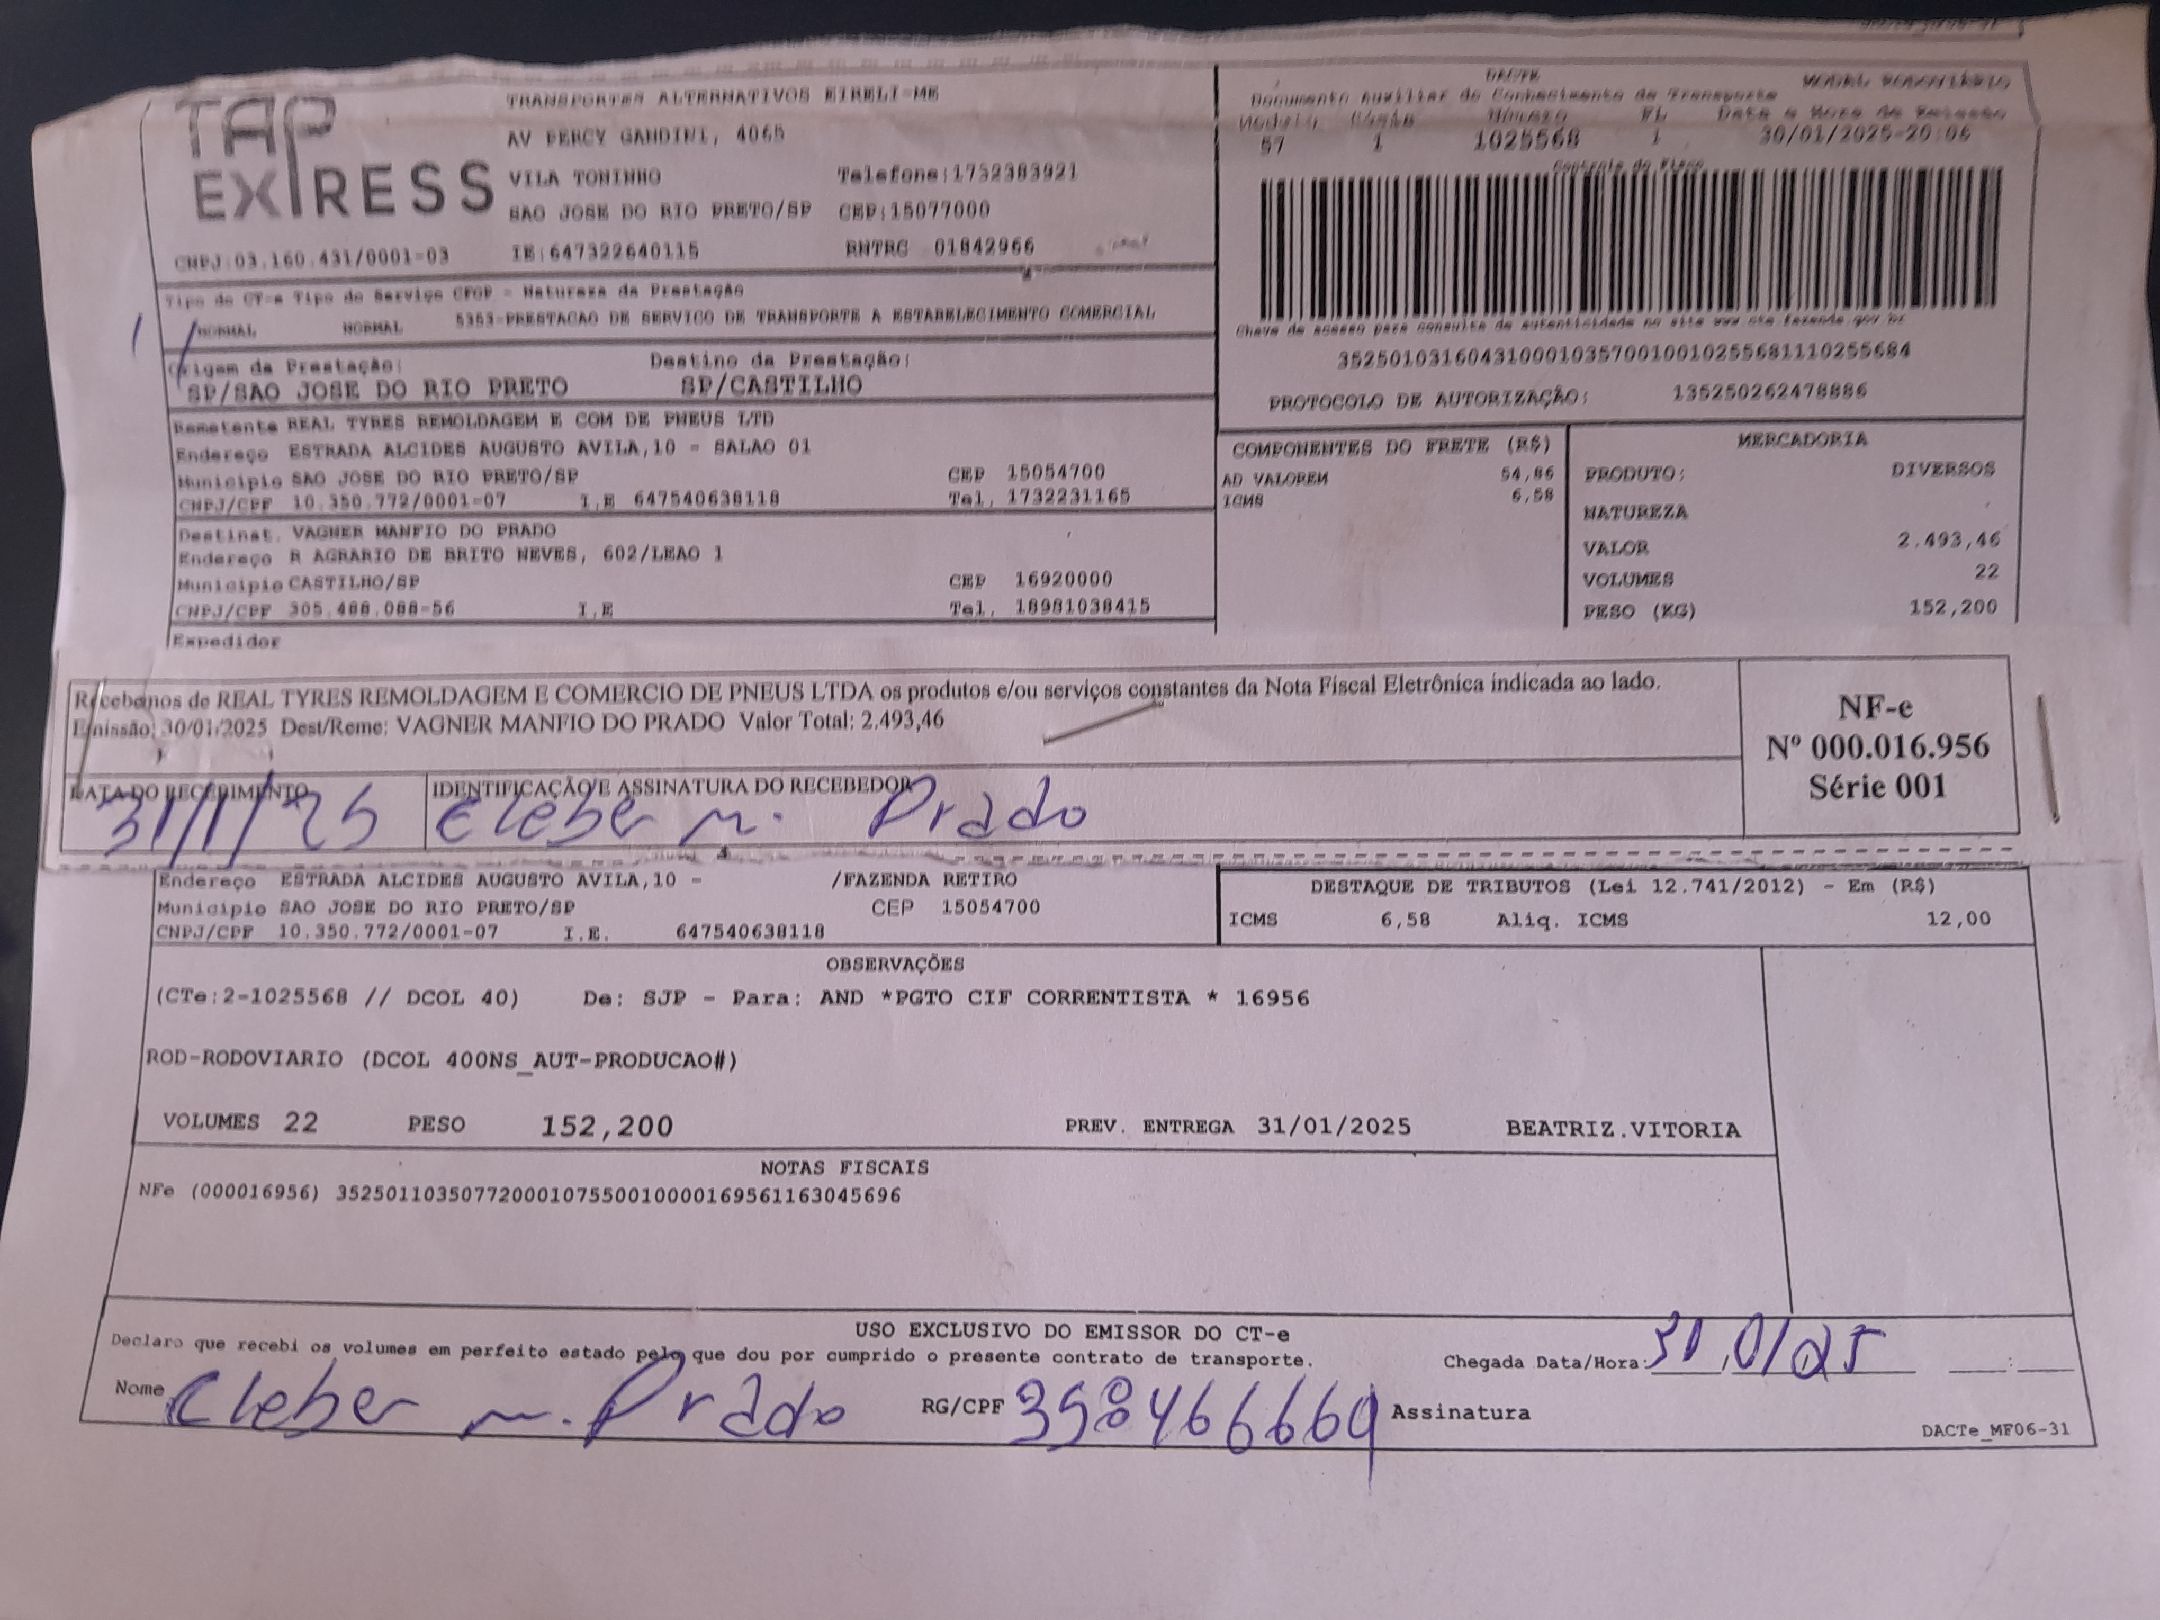 TAP EXPRESS
TRANSPORTES ALTERNATIVOS EIRELI-ME
AV PERCY GANDINI, 4065
VILA TONINHO Telefone:1732383921
SAO JOSE DO RIO PRETO/SP CEP:15077000
CNPJ:03.160.431/0001-03 IE:647322640115 RNTRC 01842966
DACTE MODAL RODOVIÁRIO
Documento Auxiliar do Conhecimento de Transporte
Modelo Série Número FL Data e Hora de Emissão
57 1 1025568 1 30/01/2025-20:06
Controle do Fisco
Chave de acesso para consulta de autenticidade no site www.cte.fazenda.gov.br
35250103160431000103570010010255681110255684
PROTOCOLO DE AUTORIZAÇÃO: 135250262478886
Tipo do CT-e Tipo do Serviço CFOP - Natureza da Prestação
NORMAL NORMAL 5353-PRESTACAO DE SERVICO DE TRANSPORTE A ESTABELECIMENTO COMERCIAL
Origem da Prestação: Destino da Prestação:
SP/SAO JOSE DO RIO PRETO SP/CASTILHO
Remetente REAL TYRES REMOLDAGEM E COM DE PNEUS LTD
Endereço ESTRADA ALCIDES AUGUSTO AVILA,10 - SALAO 01
Município SAO JOSE DO RIO PRETO/SP CEP 15054700
CNPJ/CPF 10.350.772/0001-07 I.E 647540638118 Tel. 1732231165
Destinat. VAGNER MANFIO DO PRADO
Endereço R AGRARIO DE BRITO NEVES, 602/LEAO 1
Município CASTILHO/SP CEP 16920000
CNPJ/CPF 305.488.088-56 I.E Tel. 18981038415
Expedidor
COMPONENTES DO FRETE (R$)
AD VALOREM 54,86
ICMS 6,58
MERCADORIA
PRODUTO: DIVERSOS
NATUREZA
VALOR 2.493,46
VOLUMES 22
PESO (KG) 152,200
Recebemos de REAL TYRES REMOLDAGEM E COMERCIO DE PNEUS LTDA os produtos e/ou serviços constantes da Nota Fiscal Eletrônica indicada ao lado.
Emissão: 30/01/2025 Dest/Reme: VAGNER MANFIO DO PRADO Valor Total: 2.493,46
DATA DO RECEBIMENTO IDENTIFICAÇÃO E ASSINATURA DO RECEBEDOR
31/1/25 Cleber m. Prado
NF-e
Nº 000.016.956
Série 001
Endereço ESTRADA ALCIDES AUGUSTO AVILA,10 - /FAZENDA RETIRO
Município SAO JOSE DO RIO PRETO/SP CEP 15054700
CNPJ/CPF 10.350.772/0001-07 I.E. 647540638118
DESTAQUE DE TRIBUTOS (Lei 12.741/2012) - Em (R$)
ICMS 6,58 Aliq. ICMS 12,00
OBSERVAÇÕES
(CTe:2-1025568 // DCOL 40) De: SJP - Para: AND *PGTO CIF CORRENTISTA * 16956
ROD-RODOVIARIO (DCOL 400NS_AUT-PRODUCAO#)
VOLUMES 22 PESO 152,200 PREV. ENTREGA 31/01/2025 BEATRIZ.VITORIA
NOTAS FISCAIS
NFe (000016956) 35250110350772000107550010000169561163045696
USO EXCLUSIVO DO EMISSOR DO CT-e
Declaro que recebi os volumes em perfeito estado pelo que dou por cumprido o presente contrato de transporte. Chegada Data/Hora: 31,01,25 :
Nome Cleber m. Prado RG/CPF 398466669 Assinatura
DACTe_MF06-31